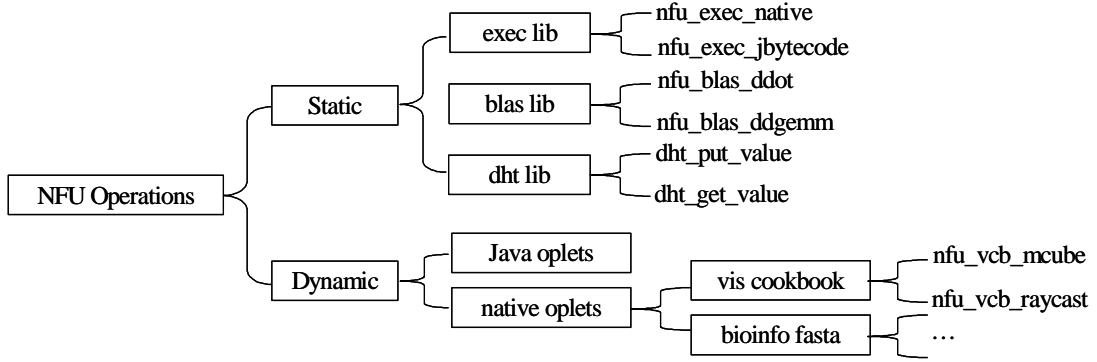 nfu_exec_native
exec lib
nfu_exec_jbytecode
nfu_blas_ddot
Static
blas lib
nfu_blas_ddgemm
dht_put_value
dht lib
NFU Operations
dht_get_value
Java oplets
nfu_vcb_mcube
Dynamic
vis cookbook
native oplets
nfu_vcb_raycast
bioinfo fasta
...